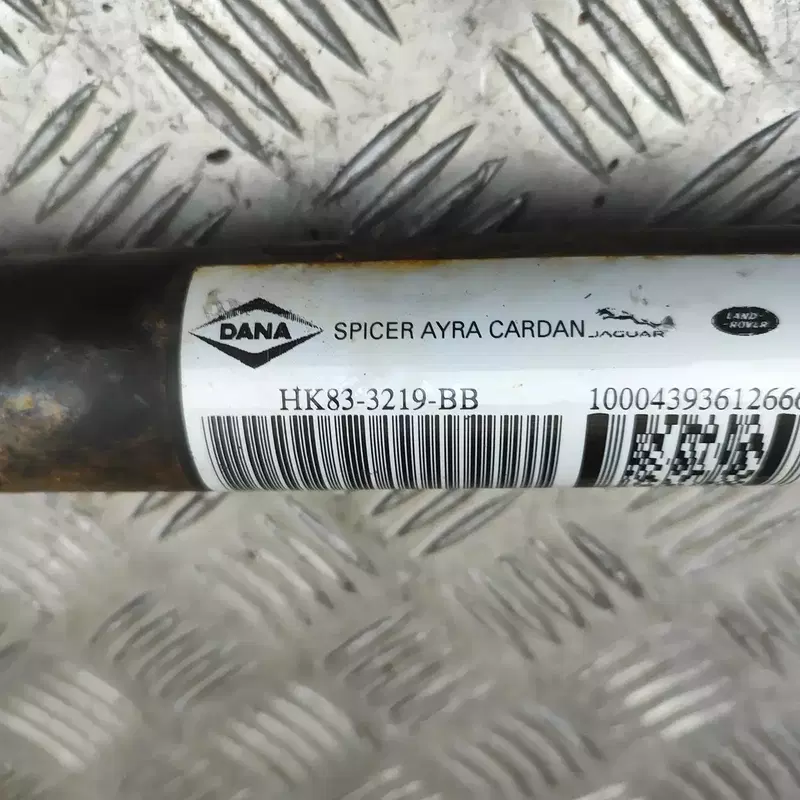 DANA SPICER AYRA CARDAN JAGUAR LAND-ROVER
HK83-3219-BB 10004393612666